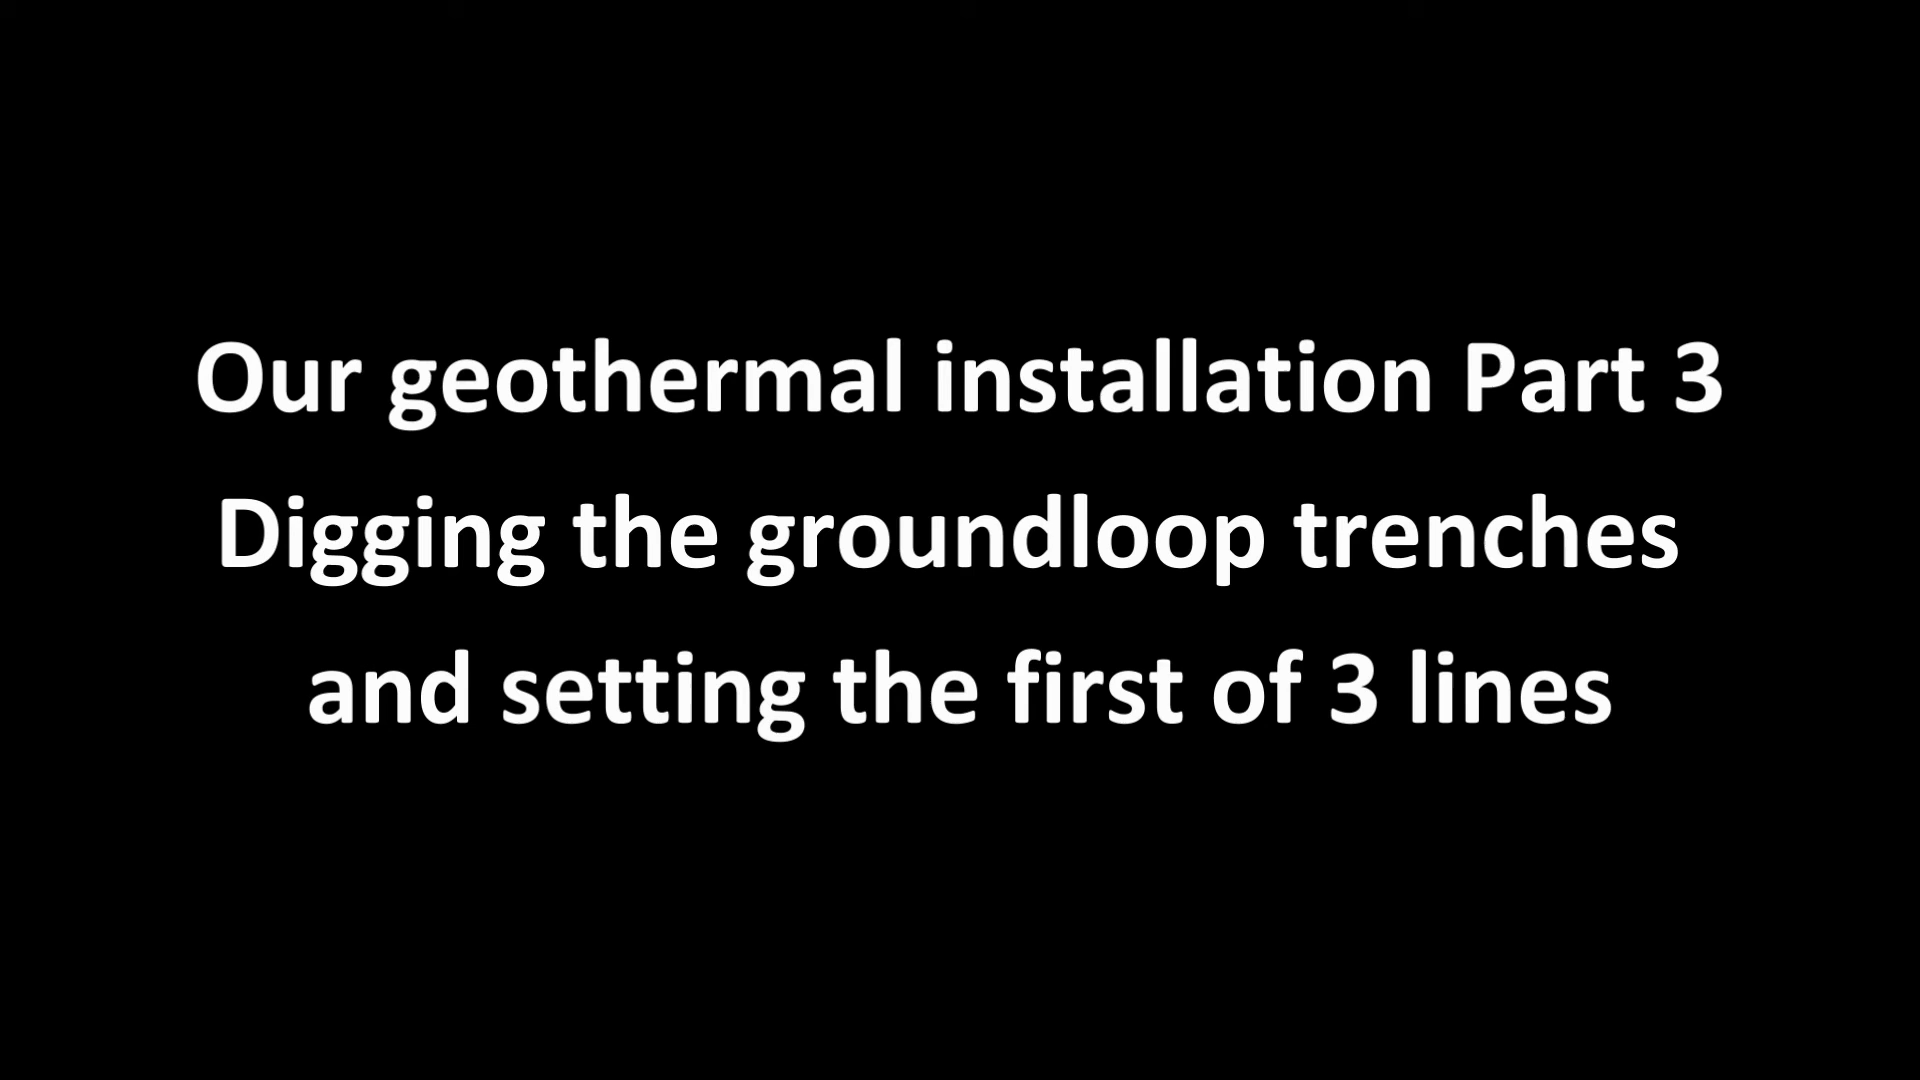 Our geothermal installation Part 3
Digging the groundloop trenches
and setting the first of 3 lines